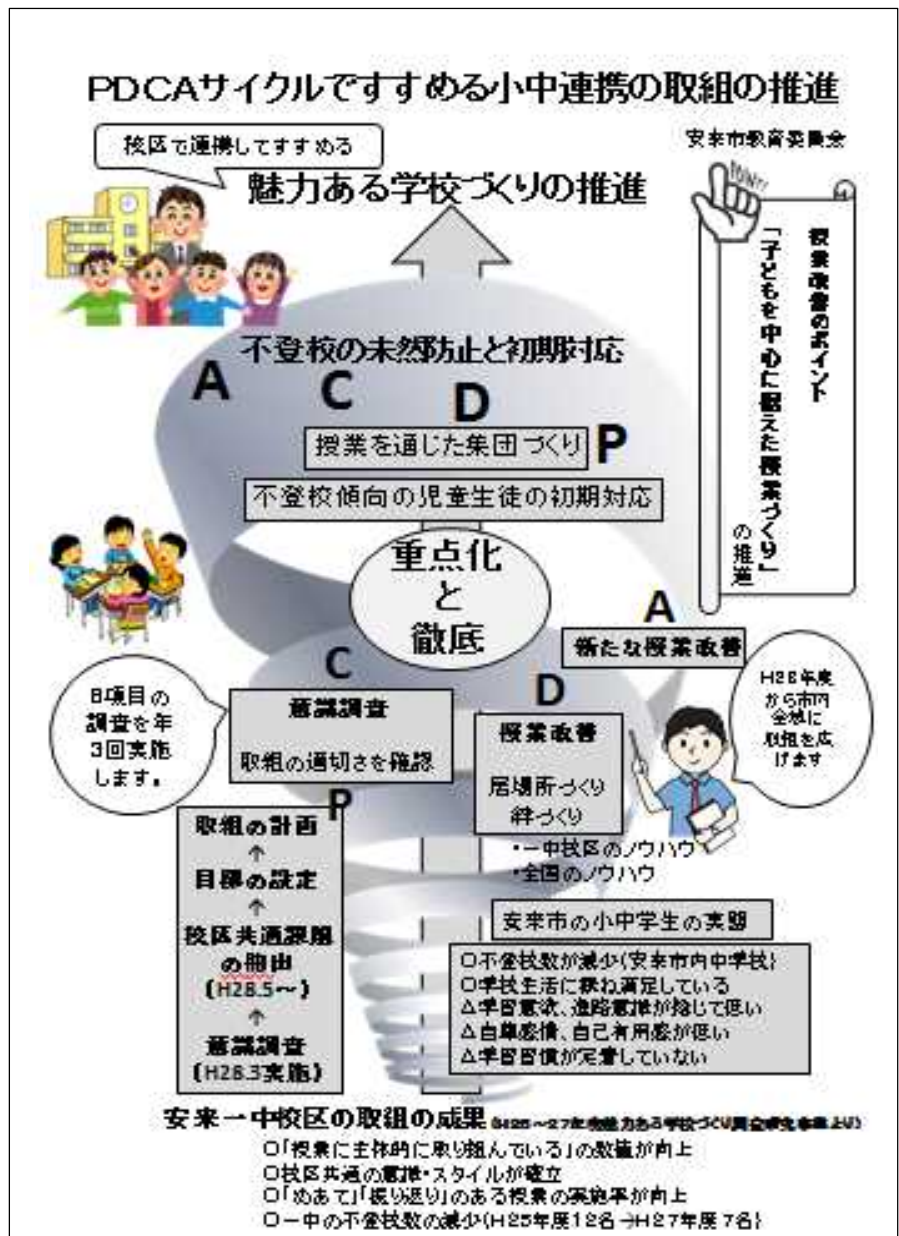 PDCAサイクルですすめる小中連携の取組の推進
安来市教育委員会
校区で連携してすすめる
魅力ある学校づくりの推進
POINT!
授業改善のポイント
「子どもを中心に据えた授業づくり」
の推進
不登校の未然防止と初期対応
A
C
D
P
授業を通じた集団づくり
不登校傾向の児童生徒の初期対応
重点化
と
徹底
A
新たな授業改善
C
意識調査
取組の適切さを確認
D
授業改善
居場所づくり
絆づくり
・一中校区のノウハウ
・全国のノウハウ
項目の
調査を年
3回実施
します。
H28年度
から市内
全域に
取組を広
げます
P
取組の計画
↑
目標の設定
↑
校区共通課題
の抽出
(H28.5~)
↑
意識調査
(H28.3実施)
安来市の小中学生の実態
○不登校数が減少(安来市内中学校)
○学校生活に概ね満足している
△学習意欲、進路意識が総じて低い
△自尊感情、自己有用感が低い
△学習習慣が定着していない
安来一中校区の取組の成果
○「授業に主体的に取り組んでいる」の数値が向上
○校区共通の意識・スタイルが確立
○「めあて」「振り返り」のある授業の実施率が向上
○一中の不登校数の減少(H25年度12名→H27年度7名)